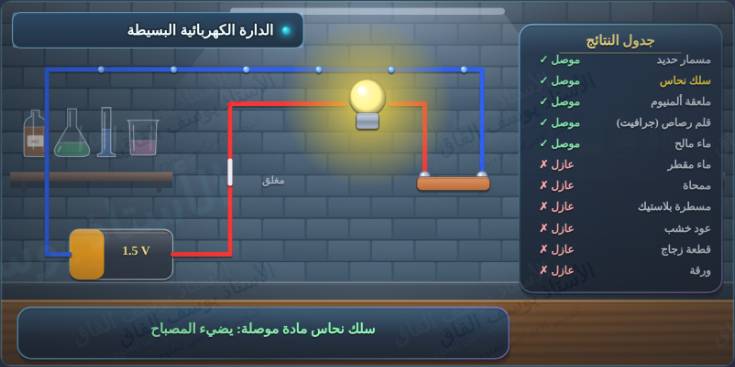 الدارة الكهربائية البسيطة
جدول النتائج
مسمار حديد موصل ✓
سلك نحاس موصل ✓
ملعقة ألمنيوم موصل ✓
قلم رصاص (جرافيت) موصل ✓
ماء مالح موصل ✓
ماء مقطر عازل ✗
ممحاة عازل ✗
مسطرة بلاستيك عازل ✗
عود خشب عازل ✗
قطعة زجاج عازل ✗
ورقة عازل ✗
مغلق
1.5 V
سلك نحاس مادة موصلة: يضيء المصباح